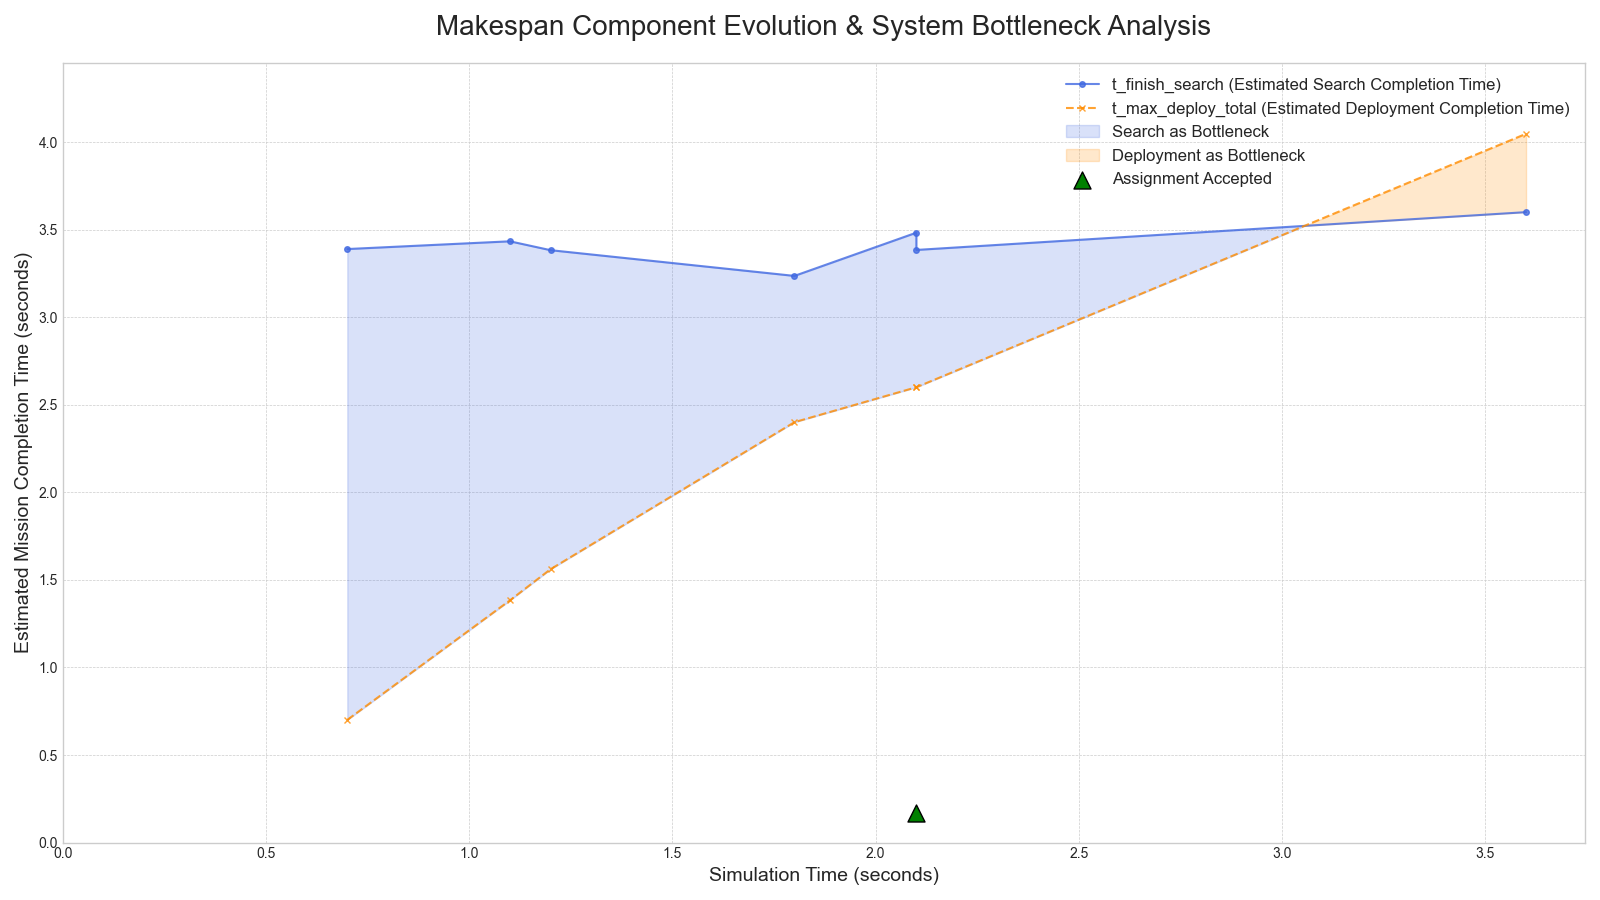 Makespan Component Evolution & System Bottleneck Analysis
t_finish_search (Estimated Search Completion Time)
t_max_deploy_total (Estimated Deployment Completion Time)
Search as Bottleneck
Deployment as Bottleneck
Assignment Accepted
Estimated Mission Completion Time (seconds)
4.0
3.5
3.0
2.5
2.0
1.5
1.0
0.5
0.0
0.0 0.5 1.0 1.5 2.0 2.5 3.0 3.5
Simulation Time (seconds)